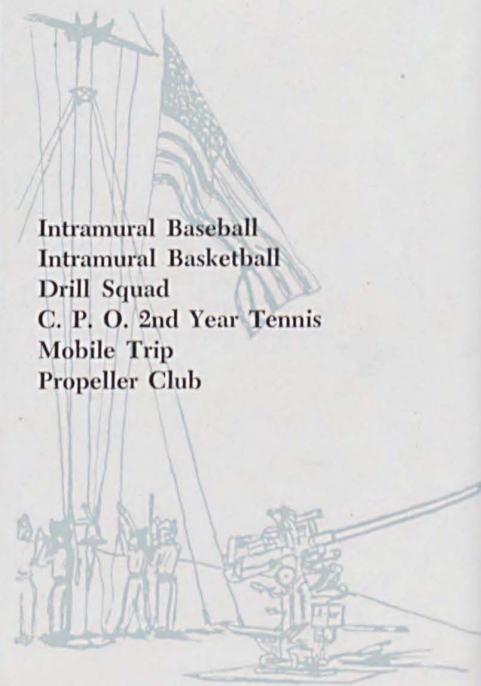 Intramural Baseball
Intramural Basketball
Drill Squad
C. P. O. 2nd Year Tennis
Mobile Trip
Propeller Club